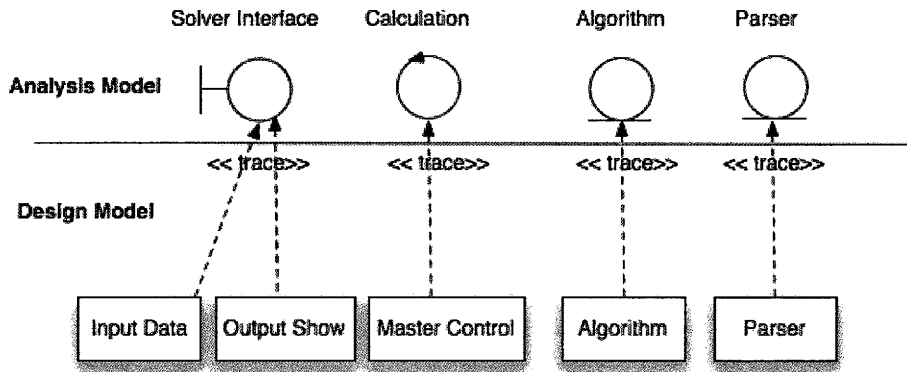 Solver Interface Calculation Algorithm Parser
Analysis Model
<< trace>> << trace>> << trace>> << trace>>
Design Model
Input Data Output Show Master Control Algorithm Parser